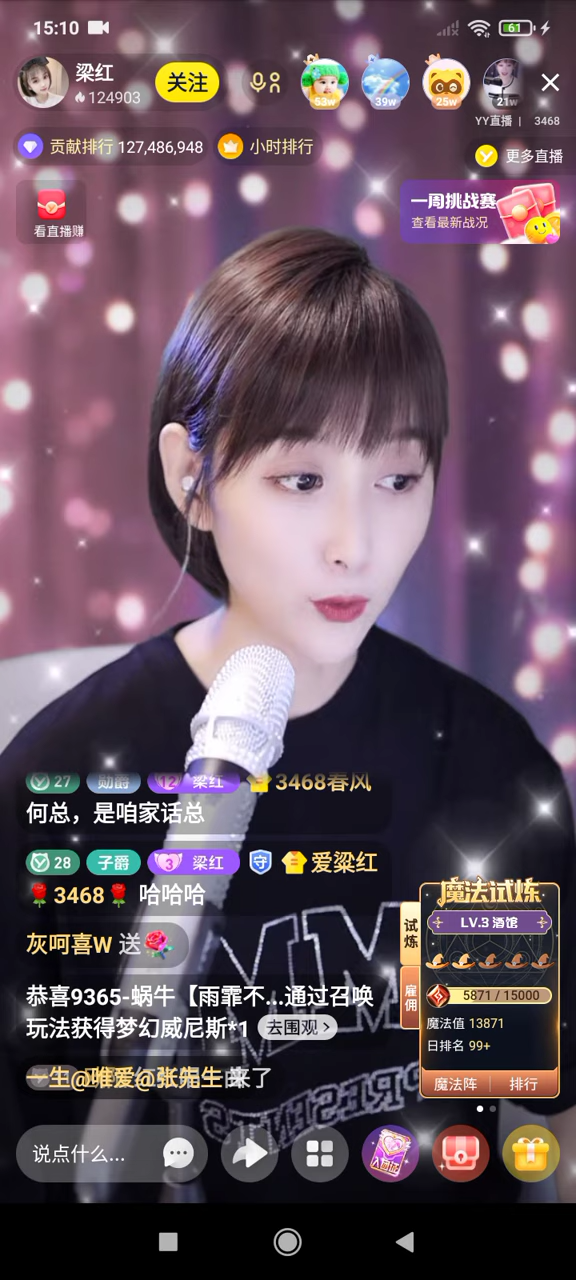 15:10
61
梁红
124903
关注
53w
39w
25w
21w
YY直播 | 3468
贡献排行 127,486,948
小时排行
更多直播
看直播赚
一周挑战赛
查看最新战况
27 勋爵 12 梁红 3468春风
何总，是咱家话总
28 子爵 3 梁红 守 爱粱红
🌹3468🌹 哈哈哈
灰呵喜W 送
恭喜9365-蜗牛【雨霏不...通过召唤
玩法获得梦幻威尼斯*1 去围观 >
一生@唯爱@张先生 来了
魔法试炼
LV.3 酒馆
试炼
雇佣
5871 / 15000
魔法值 13871
日排名 99+
魔法阵 排行
说点什么...